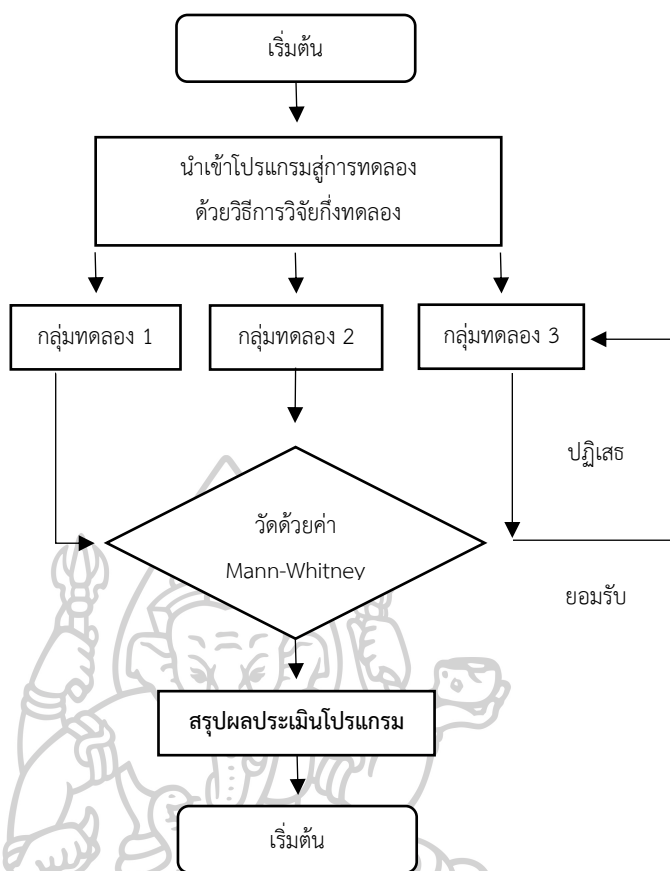 เริ่มต้น
นำเข้าโปรแกรมสู่การทดลอง
ด้วยวิธีการวิจัยกึ่งทดลอง
กลุ่มทดลอง 1
กลุ่มทดลอง 2
กลุ่มทดลอง 3
ปฏิเสธ
วัดด้วยค่า
Mann-Whitney
ยอมรับ
สรุปผลประเมินโปรแกรม
เริ่มต้น